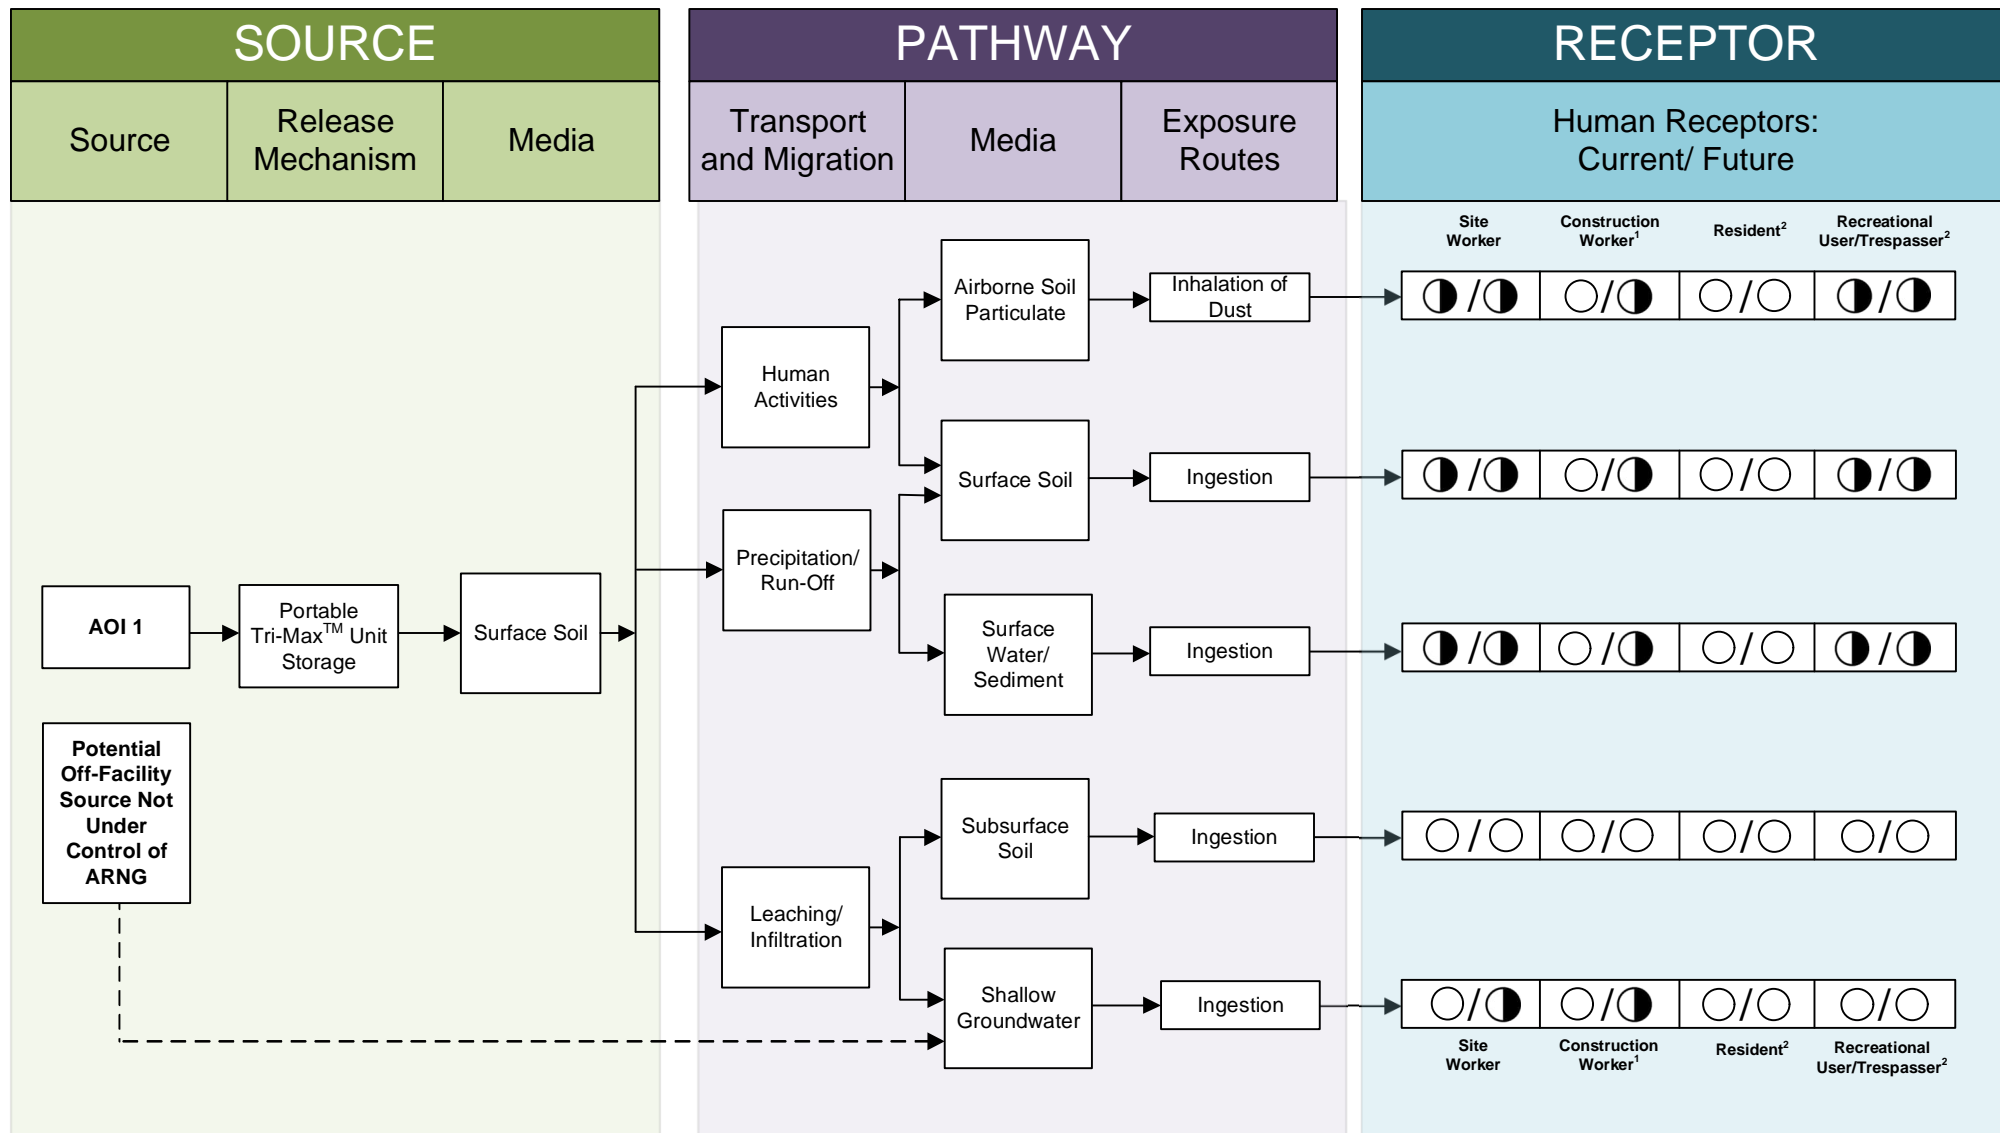 SOURCE
PATHWAY
RECEPTOR
Source
Release
Mechanism
Media
Transport
and Migration
Media
Exposure
Routes
Human Receptors:
Current/ Future
Site
Worker
Construction
Worker1
Resident2
Recreational
User/Trespasser2
Airborne Soil
Particulate
Inhalation of
Dust
/
/
/
/
Human
Activities
Surface Soil
Ingestion
/
/
/
/
Precipitation/
Run-Off
AOI 1
Portable
Tri-MaxTM Unit
Storage
Surface Soil
Surface
Water/
Sediment
Ingestion
/
/
/
/
Potential
Off-Facility
Source Not
Under
Control of
ARNG
Subsurface
Soil
Ingestion
/
/
/
/
Leaching/
Infiltration
Shallow
Groundwater
Ingestion
/
/
/
/
Site
Worker
Construction
Worker1
Resident2
Recreational
User/Trespasser2